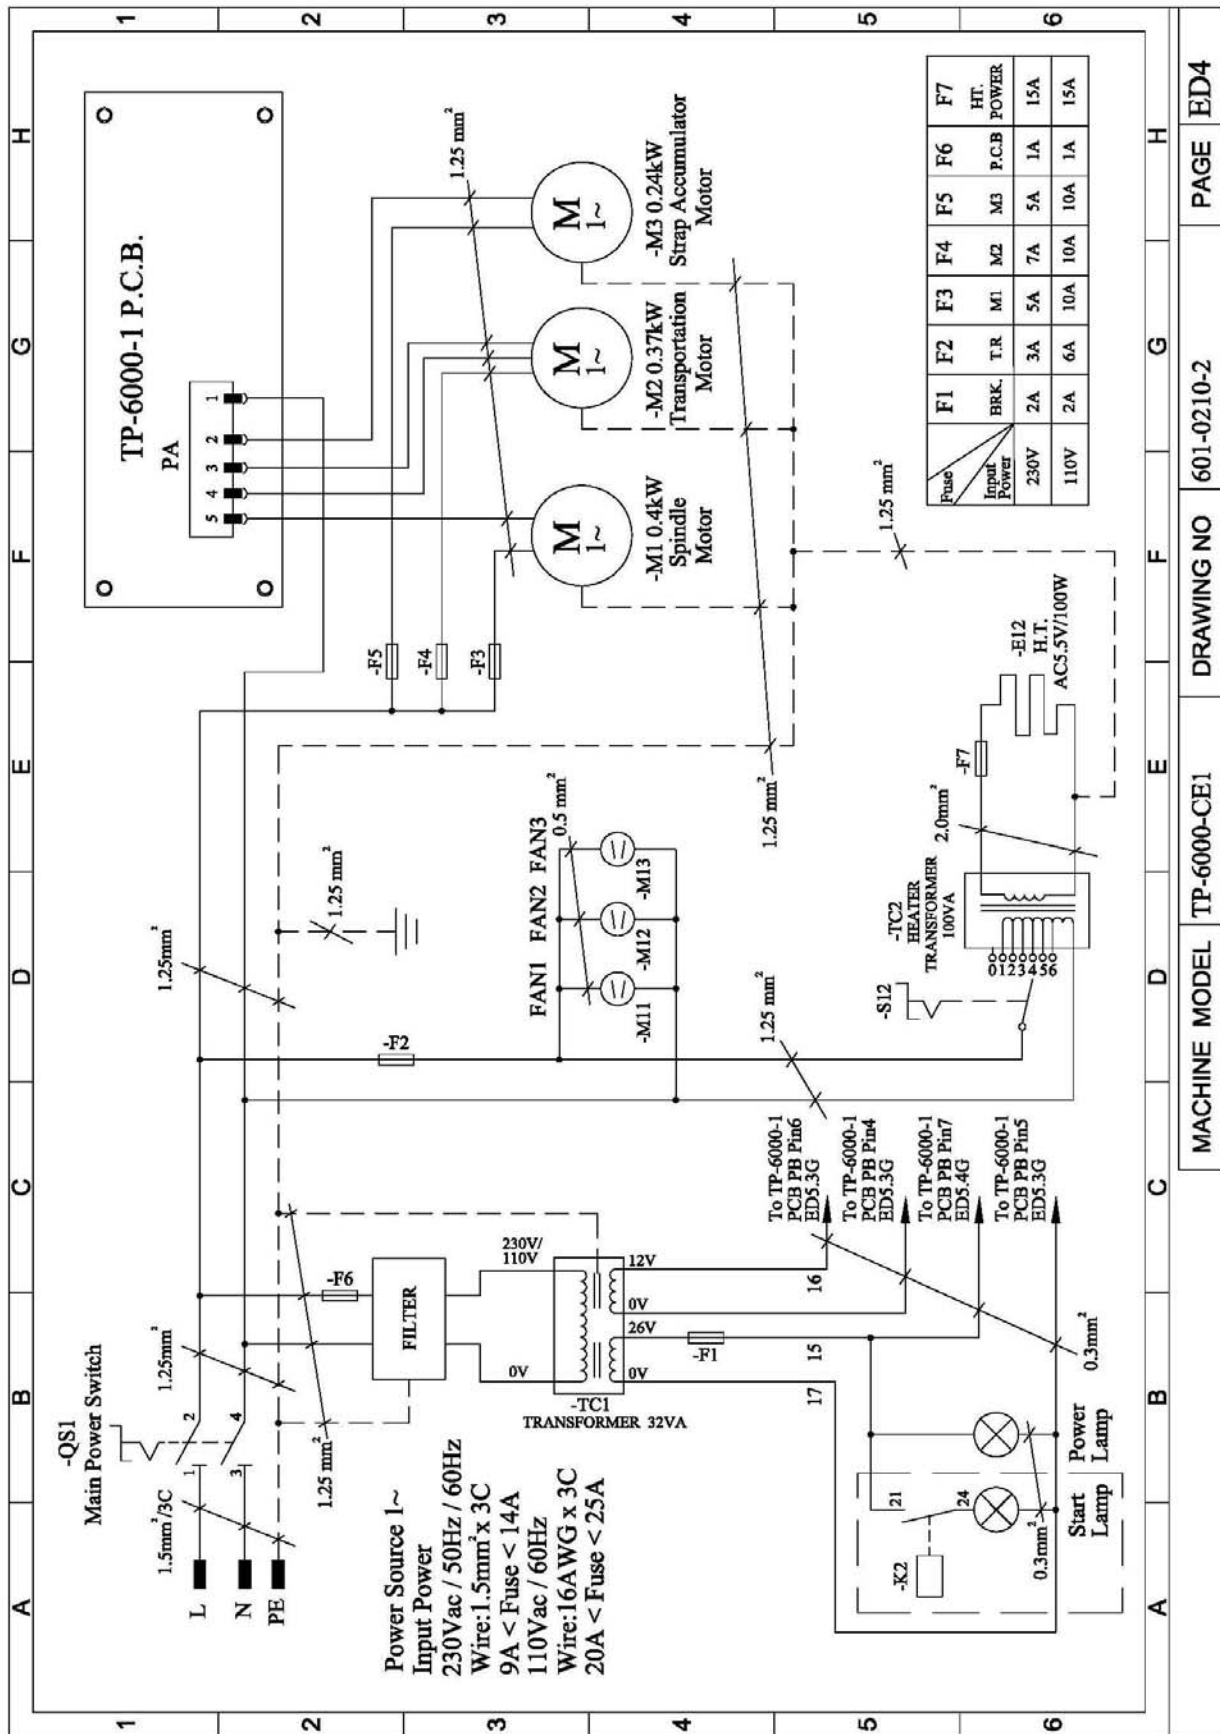 A B C D E F G H
1
2
3
4
5
6
-QS1
Main Power Switch
1.5mm²/3C
L
N
PE
1
2
3
4
1.25mm²
1.25 mm²
1.25mm²
1.25 mm²
TP-6000-1 P.C.B.
PA
5 4 3 2 1
Power Source 1~
Input Power
230Vac / 50Hz / 60Hz
Wire:1.5mm² x 3C
9A < Fuse < 14A
110Vac / 60Hz
Wire:16AWG x 3C
20A < Fuse < 25A
-F6
FILTER
230V/
110V
0V
-TC1
TRANSFORMER 32VA
12V
0V
26V
0V
-F1
16
15
17
-F2
FAN1 FAN2 FAN3
0.5 mm²
-M11
-M12
-M13
-F5
-F4
-F3
1.25 mm²
M
1~
-M1 0.4kW
Spindle
Motor
M
1~
-M2 0.37kW
Transportation
Motor
M
1~
-M3 0.24kW
Strap Accumulator
Motor
1.25 mm²
1.25 mm²
1.25 mm²
To TP-6000-1
PCB PB Pin6
ED5.3G
To TP-6000-1
PCB PB Pin4
ED5.3G
To TP-6000-1
PCB PB Pin7
ED5.4G
To TP-6000-1
PCB PB Pin5
ED5.3G
0.3mm²
-K2
21
24
0.3mm²
Start
Lamp
Power
Lamp
-S12
-TC2
HEATER
TRANSFORMER
100VA
0123456
2.0mm²
-F7
-E12
H.T.
AC5.5V/100W
Fuse F1 F2 F3 F4 F5 F6 F7
Input Power BRK. T.R M1 M2 M3 P.C.B HT. POWER
230V 2A 3A 5A 7A 5A 1A 15A
110V 2A 6A 10A 10A 10A 1A 15A
1
2
3
4
5
6
A B C D E F G H
MACHINE MODEL TP-6000-CE1 DRAWING NO 601-0210-2 PAGE ED4